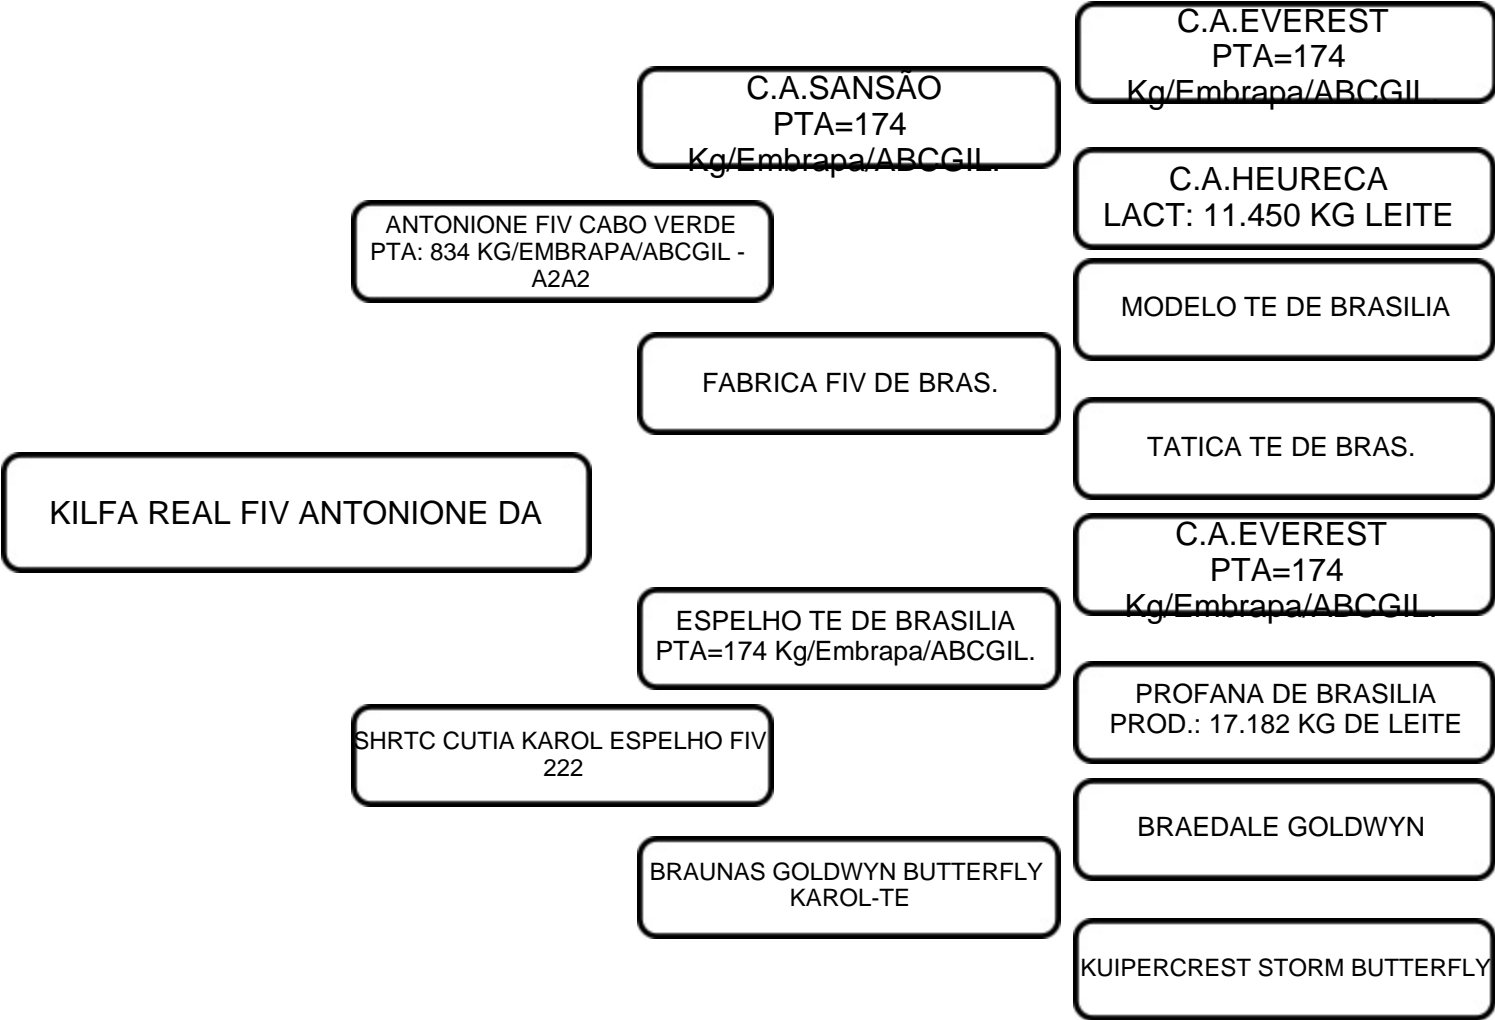 C.A.EVEREST
PTA=174
Kg/Embrapa/ABCGIL.
C.A.SANSÃO
PTA=174
Kg/Embrapa/ABCGIL.
C.A.HEURECA
LACT: 11.450 KG LEITE
ANTONIONE FIV CABO VERDE
PTA: 834 KG/EMBRAPA/ABCGIL -
A2A2
MODELO TE DE BRASILIA
FABRICA FIV DE BRAS.
TATICA TE DE BRAS.
KILFA REAL FIV ANTONIONE DA
C.A.EVEREST
PTA=174
Kg/Embrapa/ABCGIL.
ESPELHO TE DE BRASILIA
PTA=174 Kg/Embrapa/ABCGIL.
PROFANA DE BRASILIA
PROD.: 17.182 KG DE LEITE
SHRTC CUTIA KAROL ESPELHO FIV
222
BRAEDALE GOLDWYN
BRAUNAS GOLDWYN BUTTERFLY
KAROL-TE
KUIPERCREST STORM BUTTERFLY